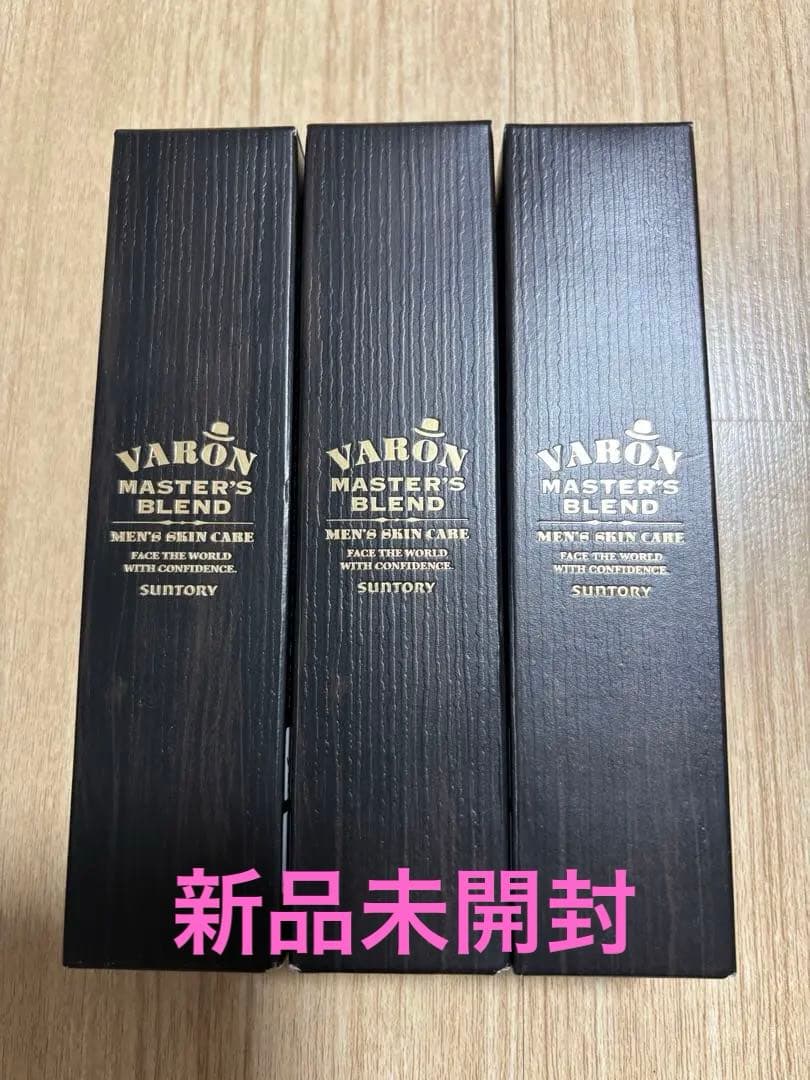 VARON
MASTER'S
BLEND
MEN'S SKIN CARE
FACE THE WORLD
WITH CONFIDENCE.
SUNTORY
VARON
MASTER'S
BLEND
MEN'S SKIN CARE
FACE THE WORLD
WITH CONFIDENCE.
SUNTORY
VARON
MASTER'S
BLEND
MEN'S SKIN CARE
FACE THE WORLD
WITH CONFIDENCE.
SUNTORY
新品未開封